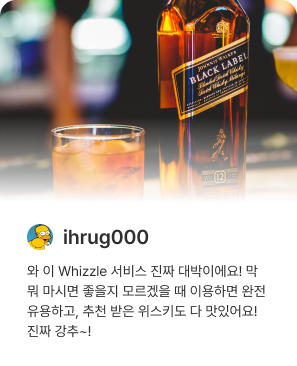 JOHNNIE WALKER
BLACK LABEL
Blended Scotch Whisky
12
ihrug000
와 이 Whizzle 서비스 진짜 대박이에요! 막
뭐 마시면 좋을지 모르겠을 때 이용하면 완전
유용하고, 추천 받은 위스키도 다 맛있어요!
진짜 강추~!